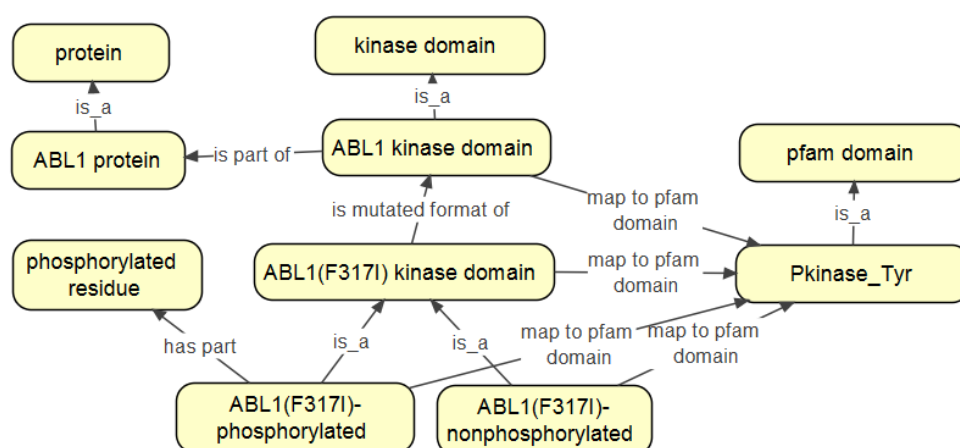 protein
kinase domain
is_a
is_a
ABL1 protein
is part of
ABL1 kinase domain
pfam domain
map to pfam
domain
is mutated format of
is_a
phosphorylated
residue
ABL1(F317I) kinase domain
map to pfam
domain
Pkinase_Tyr
has part
is_a
is_a
map to pfam
domain
map to pfam
domain
ABL1(F317I)-
phosphorylated
ABL1(F317I)-
nonphosphorylated